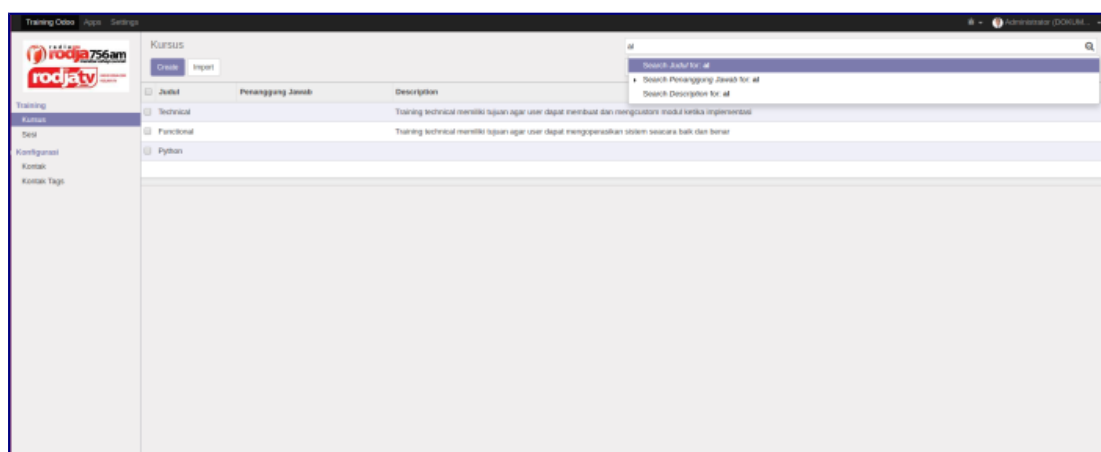 Training Odoo Apps Settings
Administrator (DOKUM...
rodja 756am
rodjatv
Kursus
al
Create Import
Search Judul for: al
Search Penanggung Jawab for: al
Search Description for: al
Judul Penanggung Jawab Description
Technical Training technical memiliki tujuan agar user dapat membuat dan mengcustom modul ketika implementasi
Functional Training technical memiliki tujuan agar user dapat mengoperasikan sistem seacara baik dan benar
Python
Training
Kursus
Sesi
Konfigurasi
Kontak
Kontak Tags